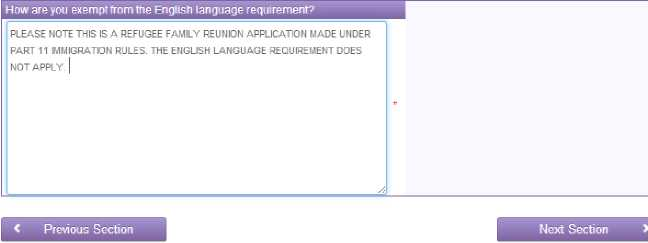 How are you exempt from the English language requirement?
PLEASE NOTE THIS IS A REFUGEE FAMILY REUNION APPLICATION MADE UNDER
PART 11 IMMIGRATION RULES. THE ENGLISH LANGUAGE REQUIREMENT DOES
NOT APPLY.
*
Previous Section
Next Section